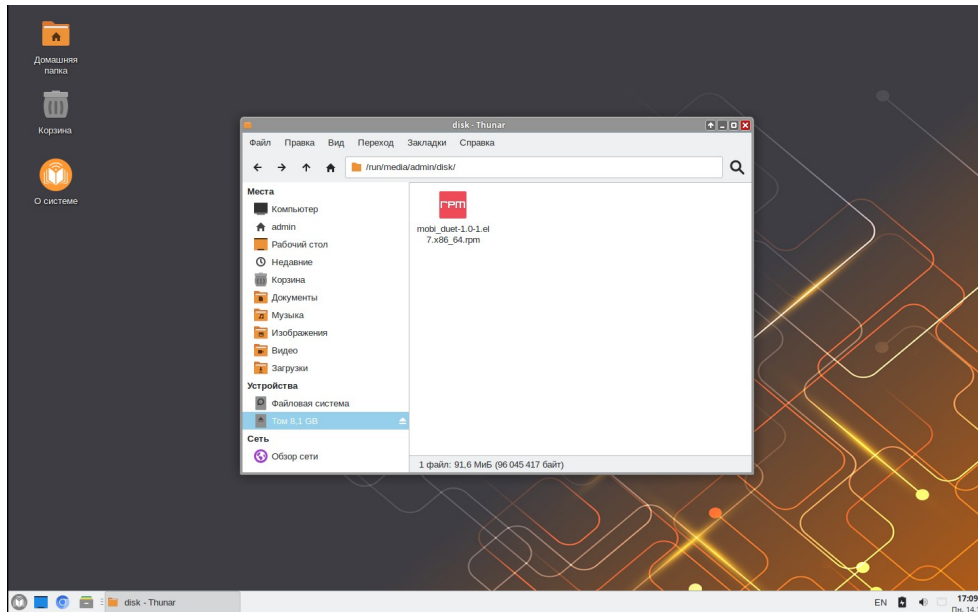 Домашняя
папка
Корзина
О системе
disk - Thunar
Файл Правка Вид Переход Закладки Справка
/run/media/admin/disk/
Места
Компьютер
admin
Рабочий стол
Недавние
Корзина
Документы
Музыка
Изображения
Видео
Загрузки
Устройства
Файловая система
Том 8,1 GB
Сеть
Обзор сети
rpm
mobi_duet-1.0-1.el
7.x86_64.rpm
1 файл: 91,6 МиБ (96 045 417 байт)
disk - Thunar
EN
17:09
Пн, 14,